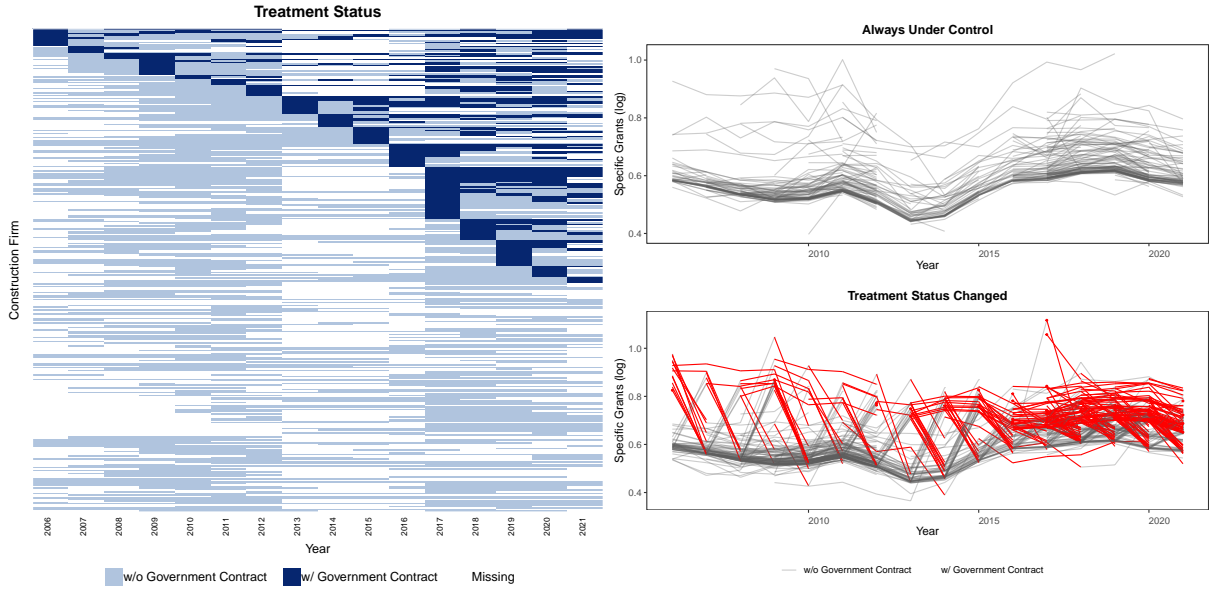 Treatment Status
Construction Firm
2006 2007 2008 2009 2010 2011 2012 2013 2014 2015 2016 2017 2018 2019 2020 2021
Year
w/o Government Contract w/ Government Contract Missing
Always Under Control
Specific Grants (log)
1.0
0.8
0.6
0.4
2010 2015 2020
Year
Treatment Status Changed
Specific Grants (log)
1.0
0.8
0.6
0.4
2010 2015 2020
Year
w/o Government Contract w/ Government Contract